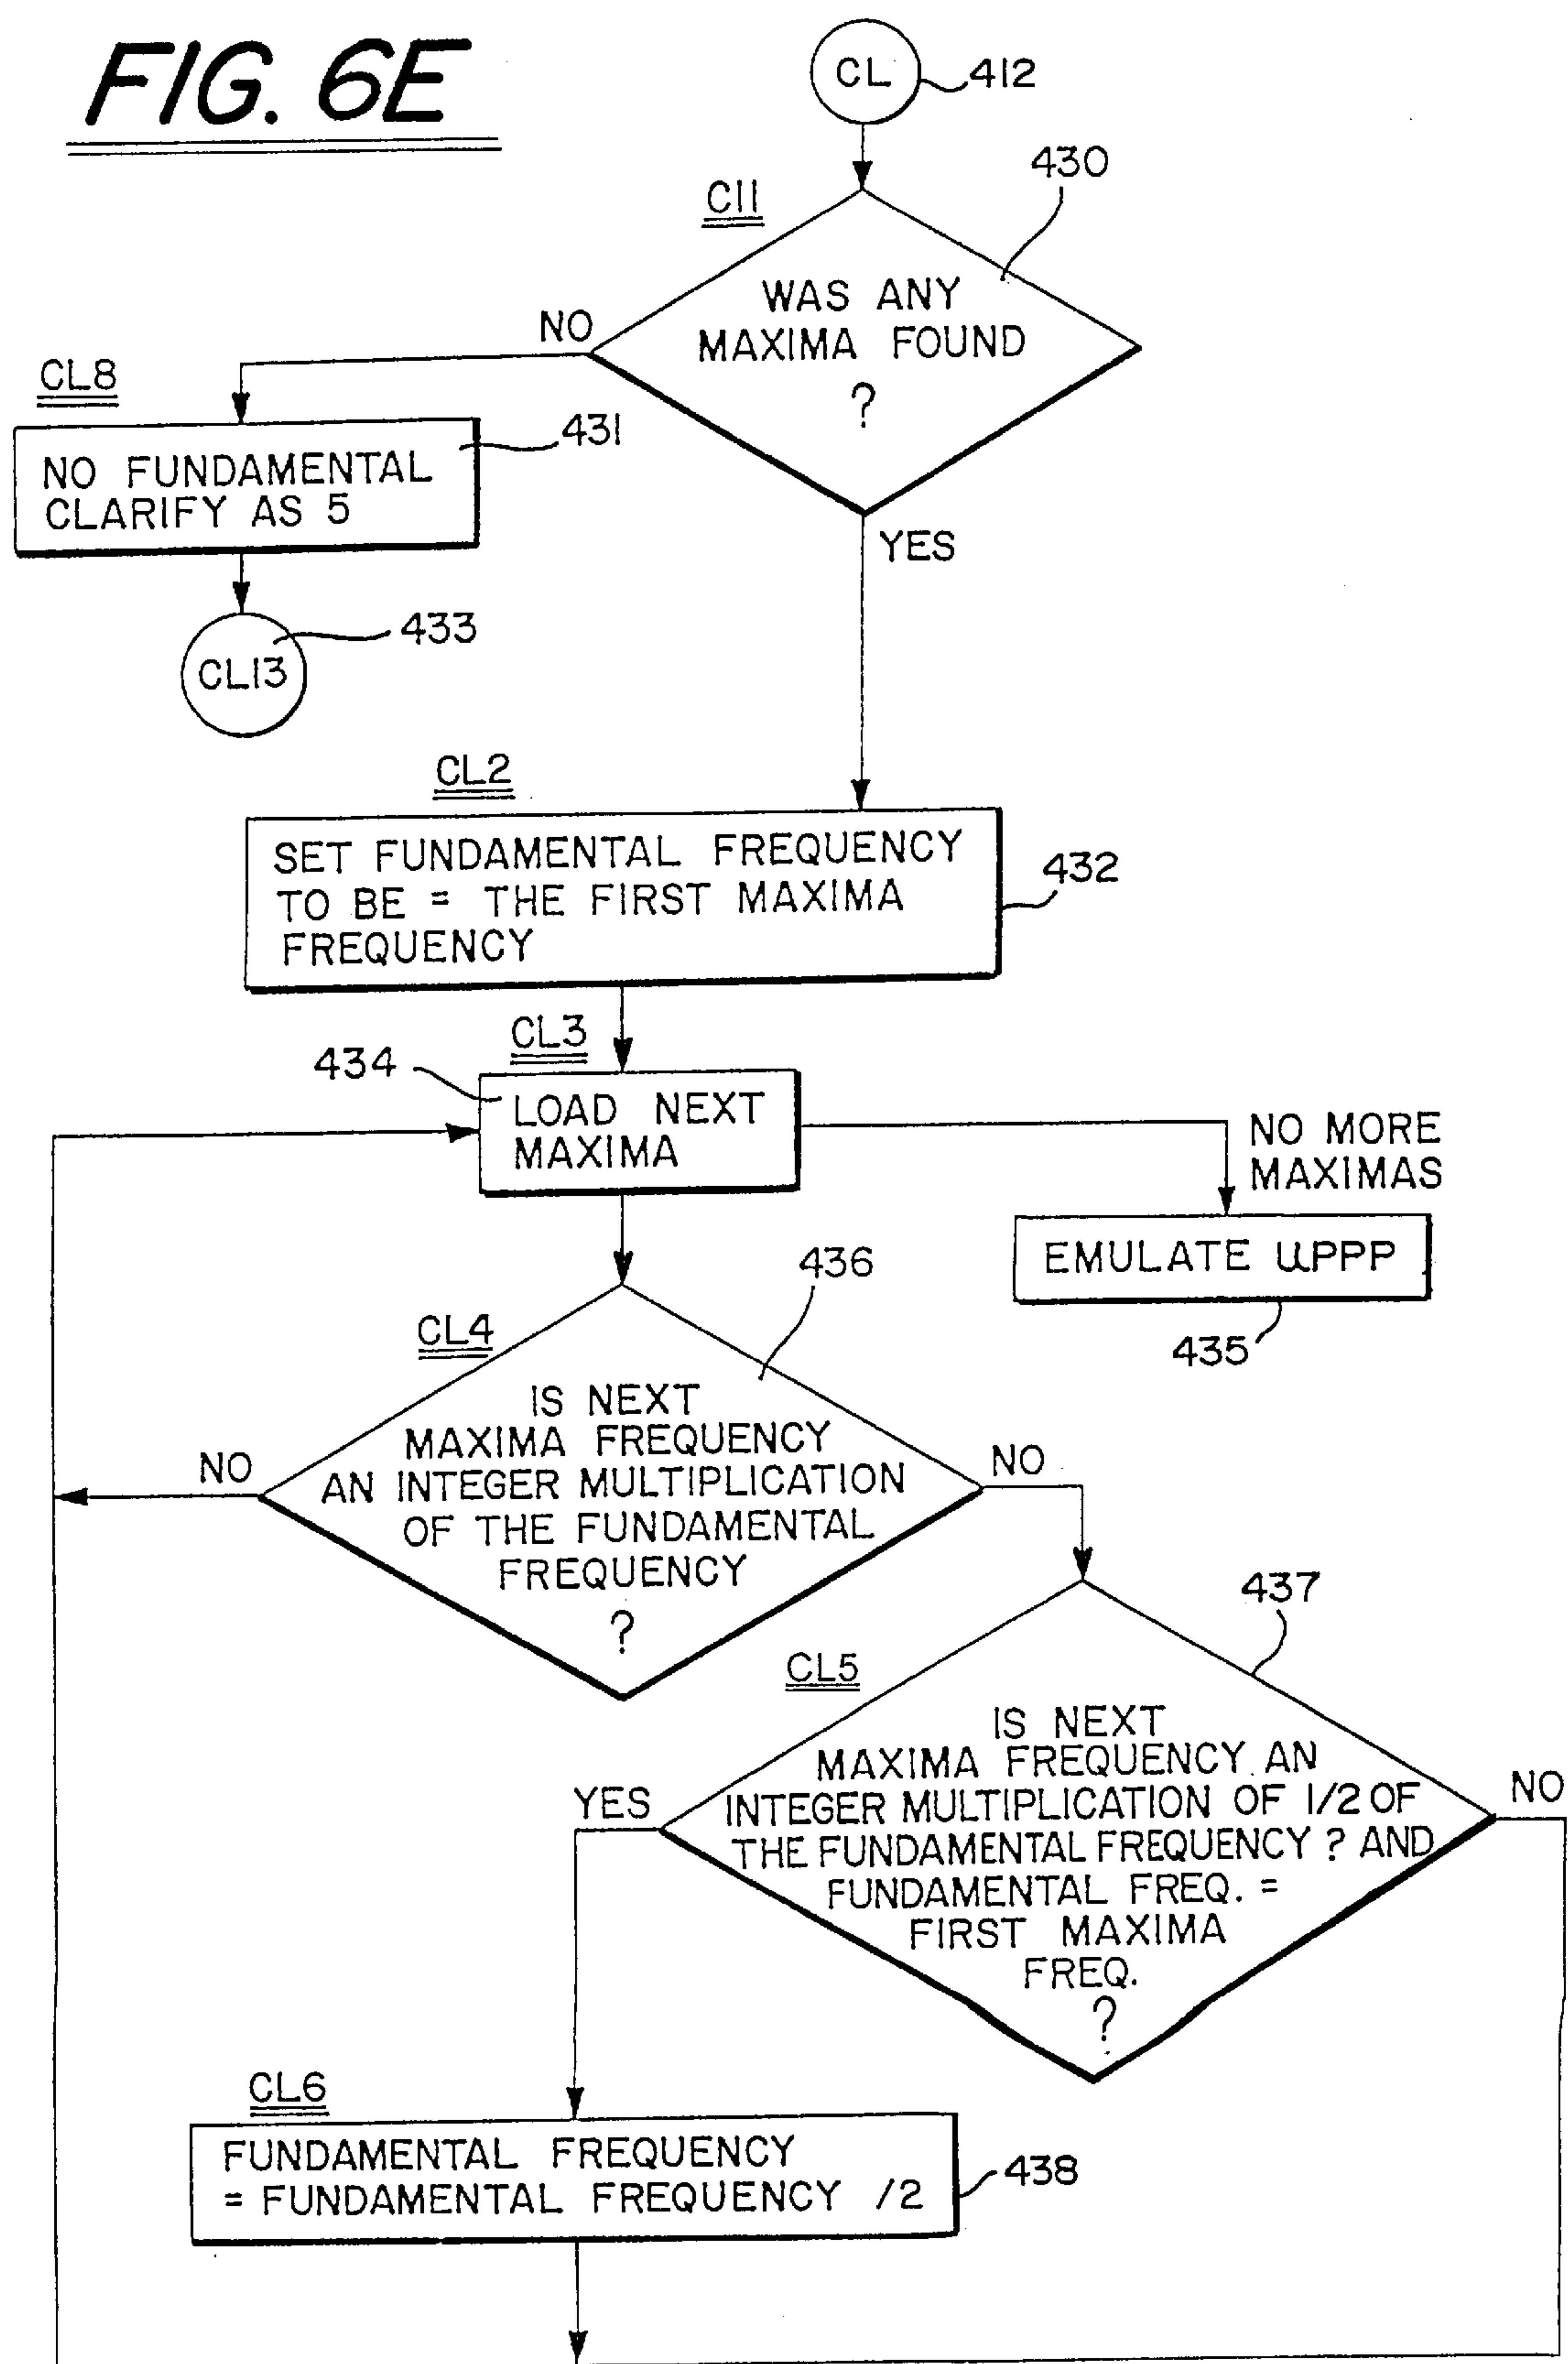 FIG. 6E
CL
412
C11
430
WAS ANY
MAXIMA FOUND
?
NO
YES
CL8
431
NO FUNDAMENTAL
CLARIFY AS 5
433
CL13
CL2
432
SET FUNDAMENTAL FREQUENCY
TO BE = THE FIRST MAXIMA
FREQUENCY
CL3
434
LOAD NEXT
MAXIMA
NO MORE
MAXIMAS
EMULATE uPPP
435
436
CL4
IS NEXT
MAXIMA FREQUENCY
AN INTEGER MULTIPLICATION
OF THE FUNDAMENTAL
FREQUENCY
?
NO
NO
437
CL5
IS NEXT
MAXIMA FREQUENCY AN
INTEGER MULTIPLICATION OF 1/2 OF
THE FUNDAMENTAL FREQUENCY ? AND
FUNDAMENTAL FREQ. =
FIRST MAXIMA
FREQ.
?
YES
NO
CL6
FUNDAMENTAL FREQUENCY
= FUNDAMENTAL FREQUENCY /2
438